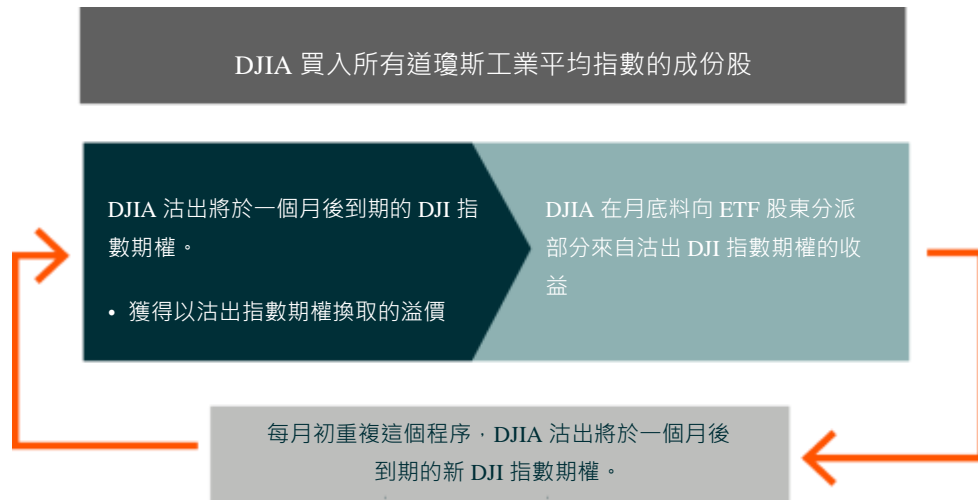 DJIA 買入所有道瓊斯工業平均指數的成份股
DJIA 沽出將於一個月後到期的 DJI 指
數期權。
• 獲得以沽出指數期權換取的溢價
DJIA 在月底料向 ETF 股東分派
部分來自沽出 DJI 指數期權的收
益
每月初重複這個程序，DJIA 沽出將於一個月後
到期的新 DJI 指數期權。